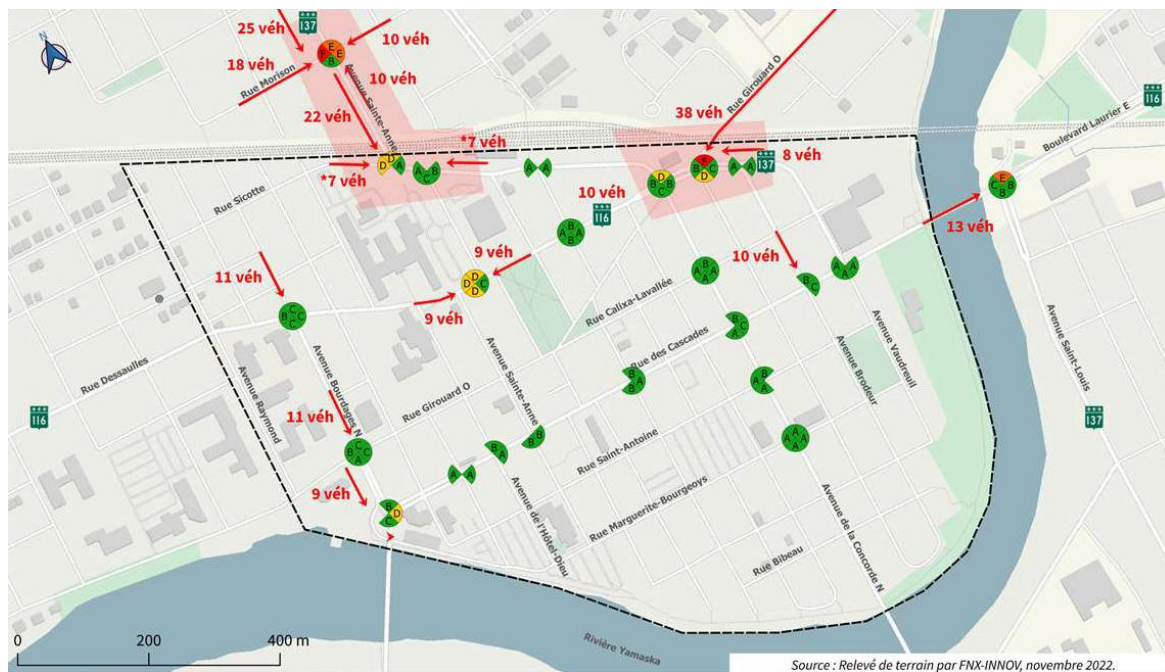 25 véh
137
10 véh
N
F E E B
18 véh
Rue Morison
10 véh
Avenue Sainte-Anne
22 véh
38 véh
Rue Girouard O
116
Boulevard Laurier E
*7 véh
D D A
A B C
A A
B C D
A A
137
8 véh
*7 véh
10 véh
B D B C
C E B B
Rue Sicotte
116
13 véh
A B A B
9 véh
10 véh
11 véh
D D C D
A B A A
B C
A A A
Rue Calixa-Lavallée
9 véh
B C C C
B C A
Rue des Cascades
Avenue Vaudreuil
Avenue Brodeur
Avenue Saint-Louis
Rue Dessaulles
Avenue Raymond
Avenue Bourdages N
Avenue Sainte-Anne
B A B
A B
Rue Girouard O
116
11 véh
137
B C C A
B A
B B
Rue Saint-Antoine
A A A A
A A
9 véh
B D C
Rue Marguerite-Bourgeoys
Avenue de l'Hôtel-Dieu
Avenue de la Concorde N
Rue Bibeau
0 200 400 m
Rivière Yamaska
Source : Relevé de terrain par FNX-INNOV, novembre 2022.